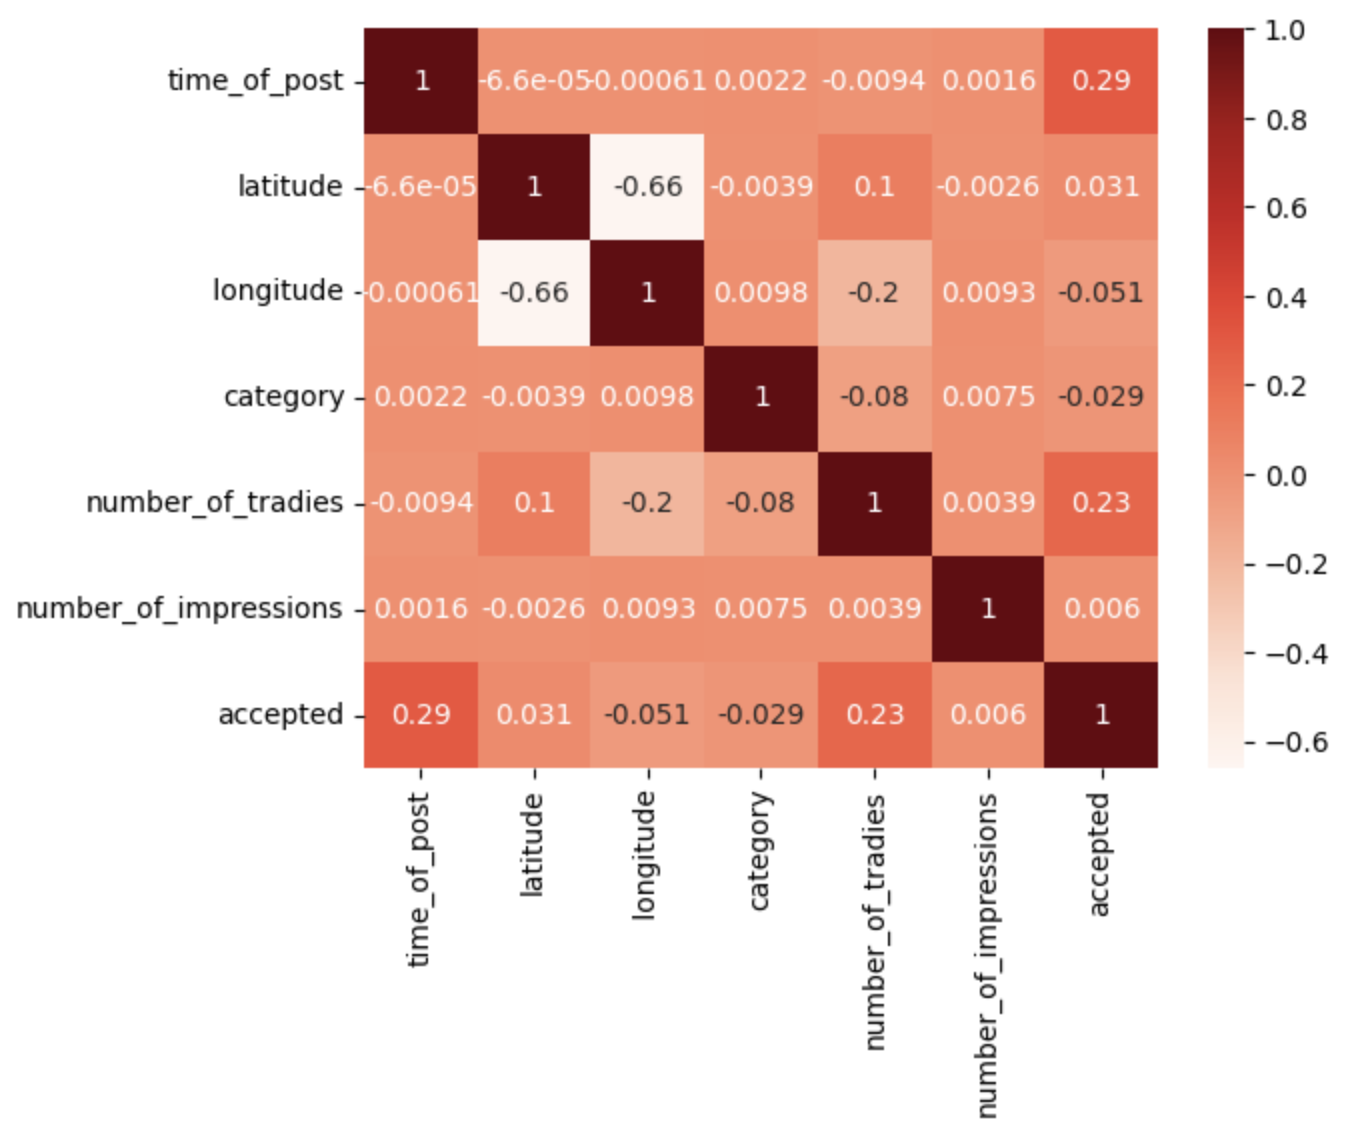 time_of_post 1 -6.6e-05 -0.00061 0.0022 -0.0094 0.0016 0.29
latitude -6.6e-05 1 -0.66 -0.0039 0.1 -0.0026 0.031
longitude -0.00061 -0.66 1 0.0098 -0.2 0.0093 -0.051
category 0.0022 -0.0039 0.0098 1 -0.08 0.0075 -0.029
number_of_tradies -0.0094 0.1 -0.2 -0.08 1 0.0039 0.23
number_of_impressions 0.0016 -0.0026 0.0093 0.0075 0.0039 1 0.006
accepted 0.29 0.031 -0.051 -0.029 0.23 0.006 1
time_of_post
latitude
longitude
category
number_of_tradies
number_of_impressions
accepted
1.0
0.8
0.6
0.4
0.2
0.0
−0.2
−0.4
−0.6